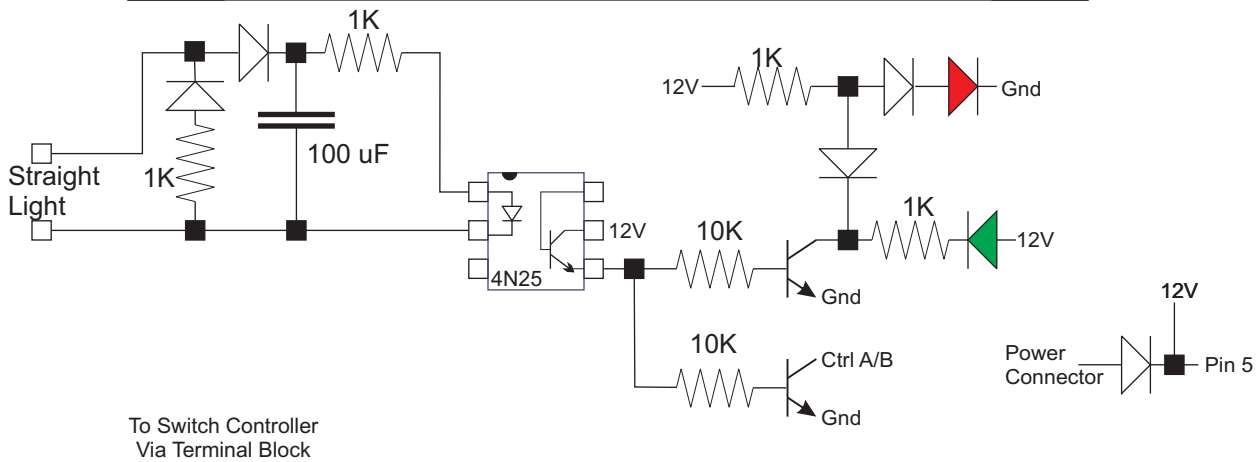 1K
1K
12V
Gnd
100 uF
Straight
Light
1K
1K
12V
10K
12V
4N25
Gnd
12V
10K
Ctrl A/B
Power
Connector
Pin 5
Gnd
To Switch Controller
Via Terminal Block